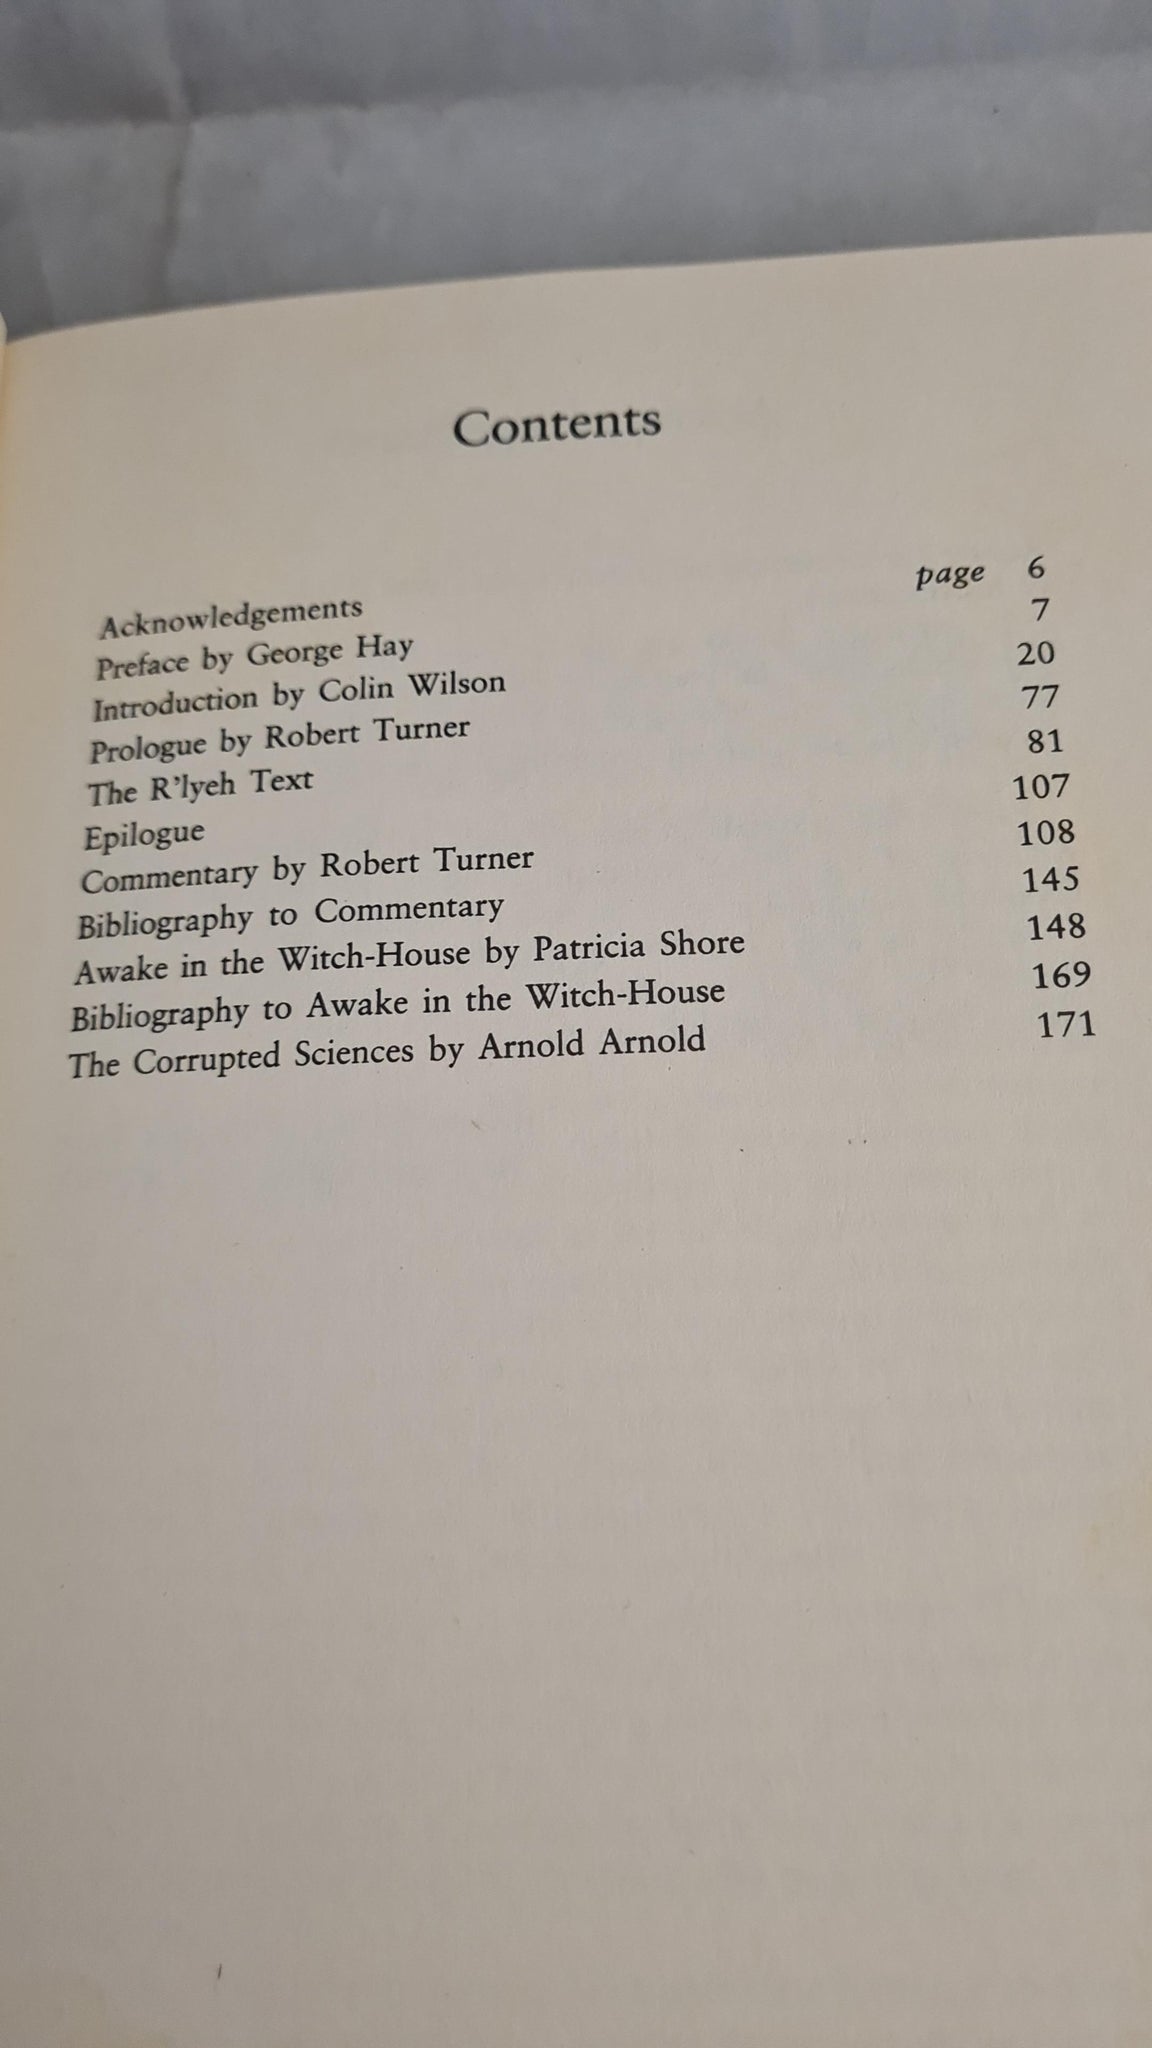 Contents
Acknowledgements page 6
Preface by George Hay 7
Introduction by Colin Wilson 20
Prologue by Robert Turner 77
The R’lyeh Text 81
Epilogue 107
Commentary by Robert Turner 108
Bibliography to Commentary 145
Awake in the Witch-House by Patricia Shore 148
Bibliography to Awake in the Witch-House 169
The Corrupted Sciences by Arnold Arnold 171